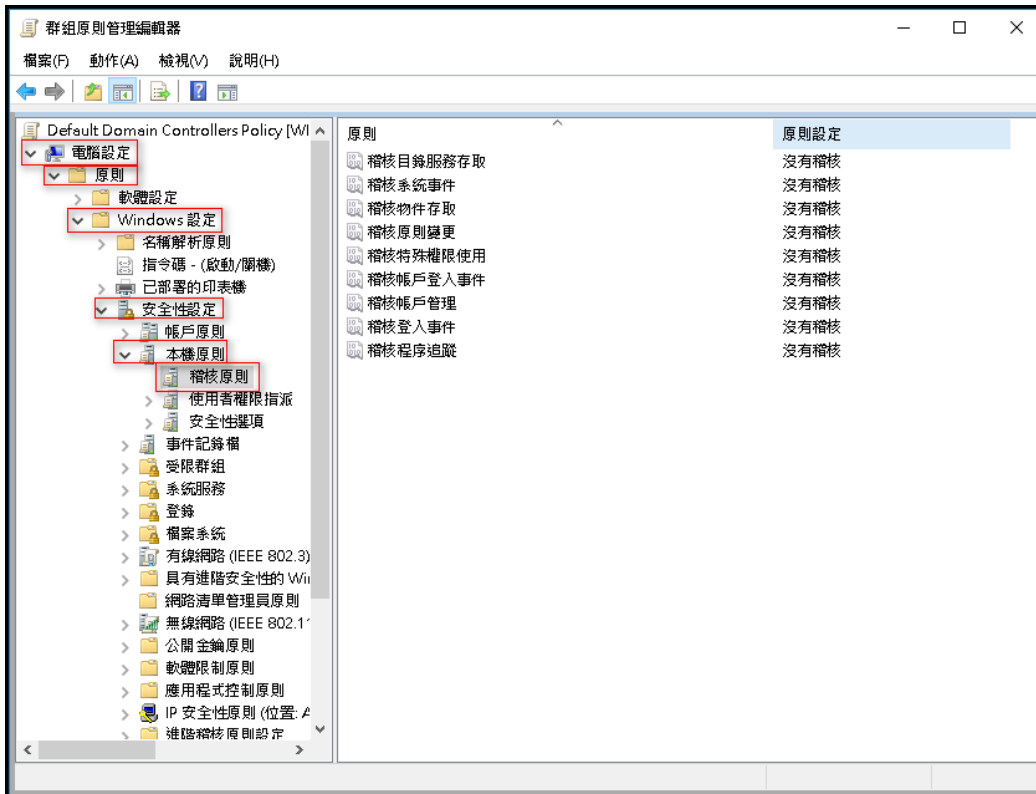 群組原則管理編輯器
檔案(F) 動作(A) 檢視(V) 說明(H)
Default Domain Controllers Policy [WI
電腦設定
原則
軟體設定
Windows 設定
名稱解析原則
指令碼 - (啟動/關機)
已部署的印表機
安全性設定
帳戶原則
本機原則
稽核原則
使用者權限指派
安全性選項
事件記錄檔
受限群組
系統服務
登錄
檔案系統
有線網路 (IEEE 802.3)
具有進階安全性的 Wi
網路清單管理員原則
無線網路 (IEEE 802.11
公開金鑰原則
軟體限制原則
應用程式控制原則
IP 安全性原則 (位置: A
進階稽核原則設定
原則 原則設定
稽核目錄服務存取 沒有稽核
稽核系統事件 沒有稽核
稽核物件存取 沒有稽核
稽核原則變更 沒有稽核
稽核特殊權限使用 沒有稽核
稽核帳戶登入事件 沒有稽核
稽核帳戶管理 沒有稽核
稽核登入事件 沒有稽核
稽核程序追蹤 沒有稽核